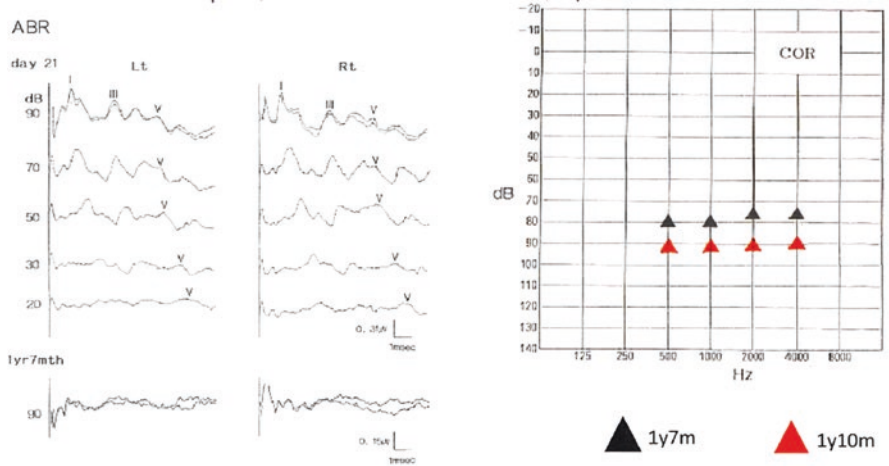 ABR
day 21
Lt
Rt
dB
I
III
V
I
III
V
90
V
V
70
V
V
50
V
V
30
V
V
20
1msec
1yr7mth
90
1msec
-20
-10
0
10
20
30
40
50
60
70
80
90
100
110
120
130
140
dB
COR
125
250
500
1000
2000
4000
8000
Hz
1y7m
1y10m